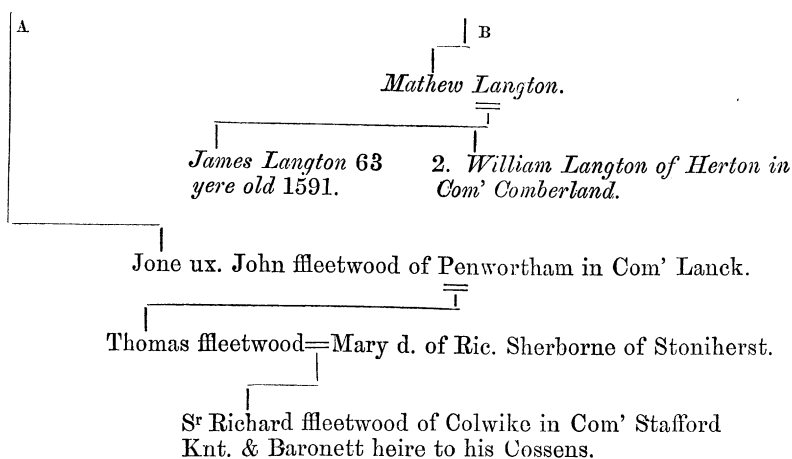 A
B
Mathew Langton.
James Langton 63
yere old 1591.
2. William Langton of Herton in
Com' Comberland.
Jone ux. John ffleetwood of Penwortham in Com' Lanck.
Thomas ffleetwood=Mary d. of Ric. Sherborne of Stoniherst.
Sr Richard ffleetwood of Colwike in Com' Stafford
Knt. & Baronett heire to his Cossens.